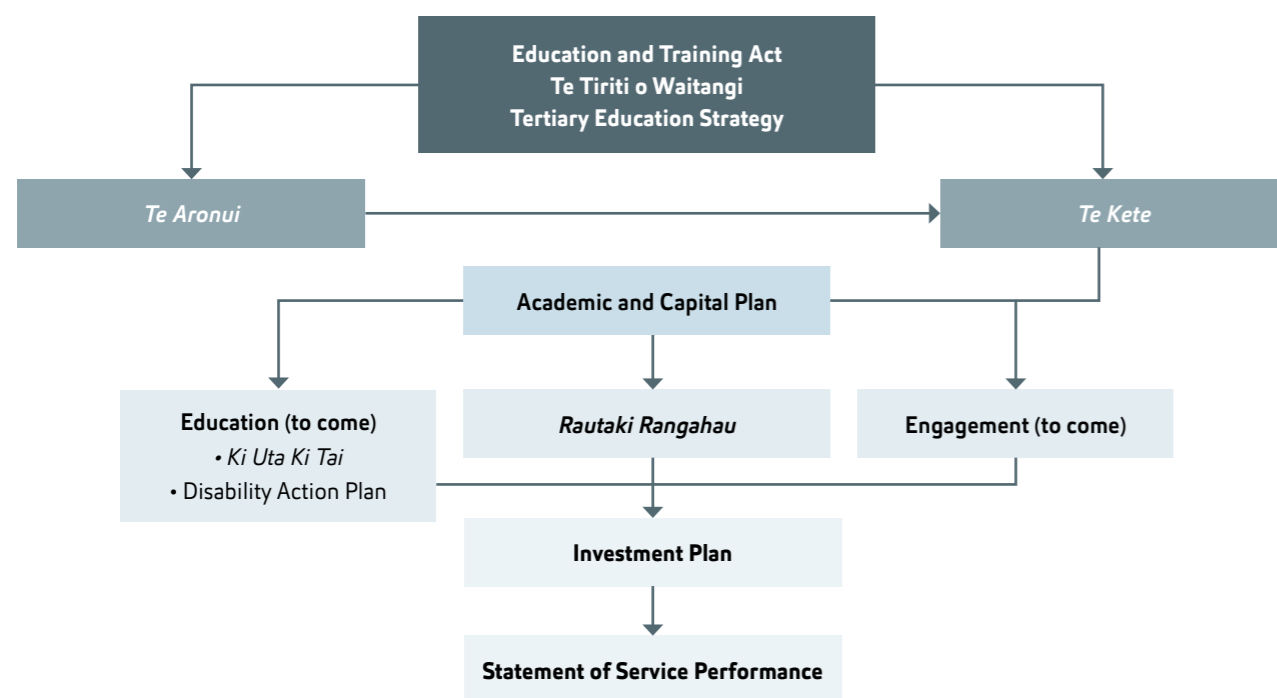 Education and Training Act
Te Tiriti o Waitangi
Tertiary Education Strategy
Te Aronui
Te Kete
Academic and Capital Plan
Education (to come)
• Ki Uta Ki Tai
• Disability Action Plan
Rautaki Rangahau
Engagement (to come)
Investment Plan
Statement of Service Performance